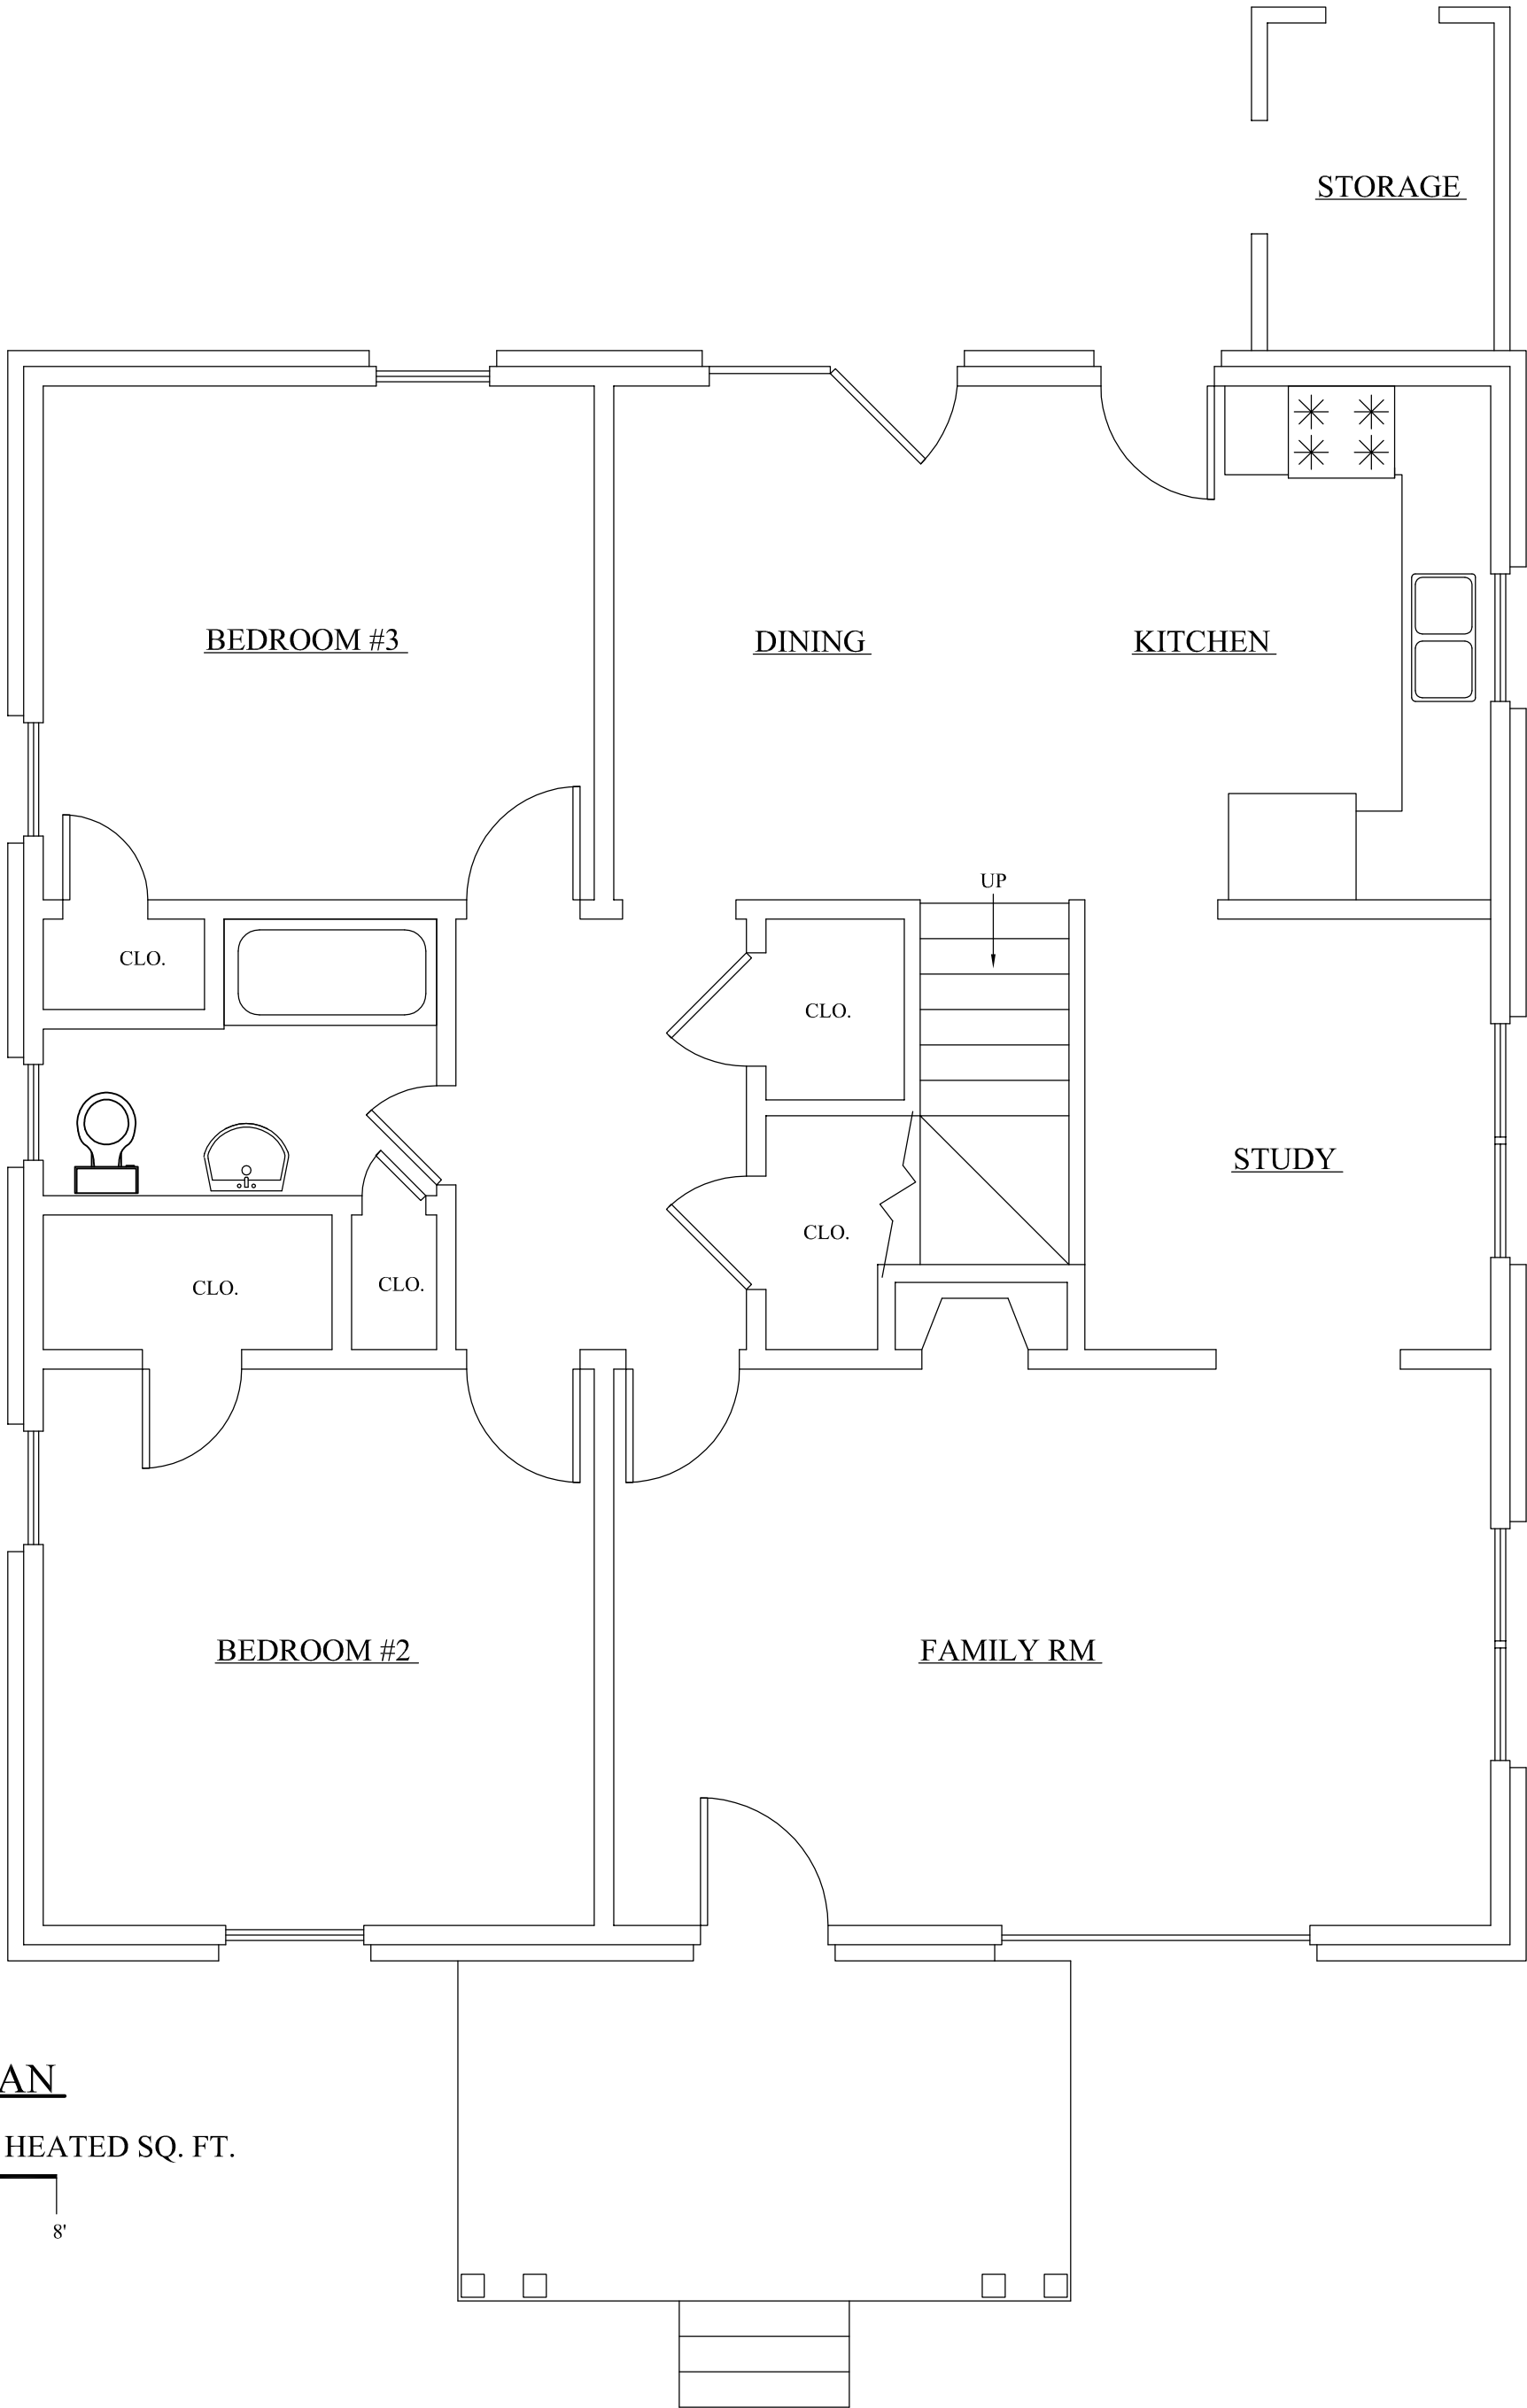 STORAGE
BEDROOM #3
DINING
KITCHEN
UP
CLO.
CLO.
STUDY
CLO.
CLO.
CLO.
BEDROOM #2
FAMILY RM
AN
HEATED SQ. FT.
8'